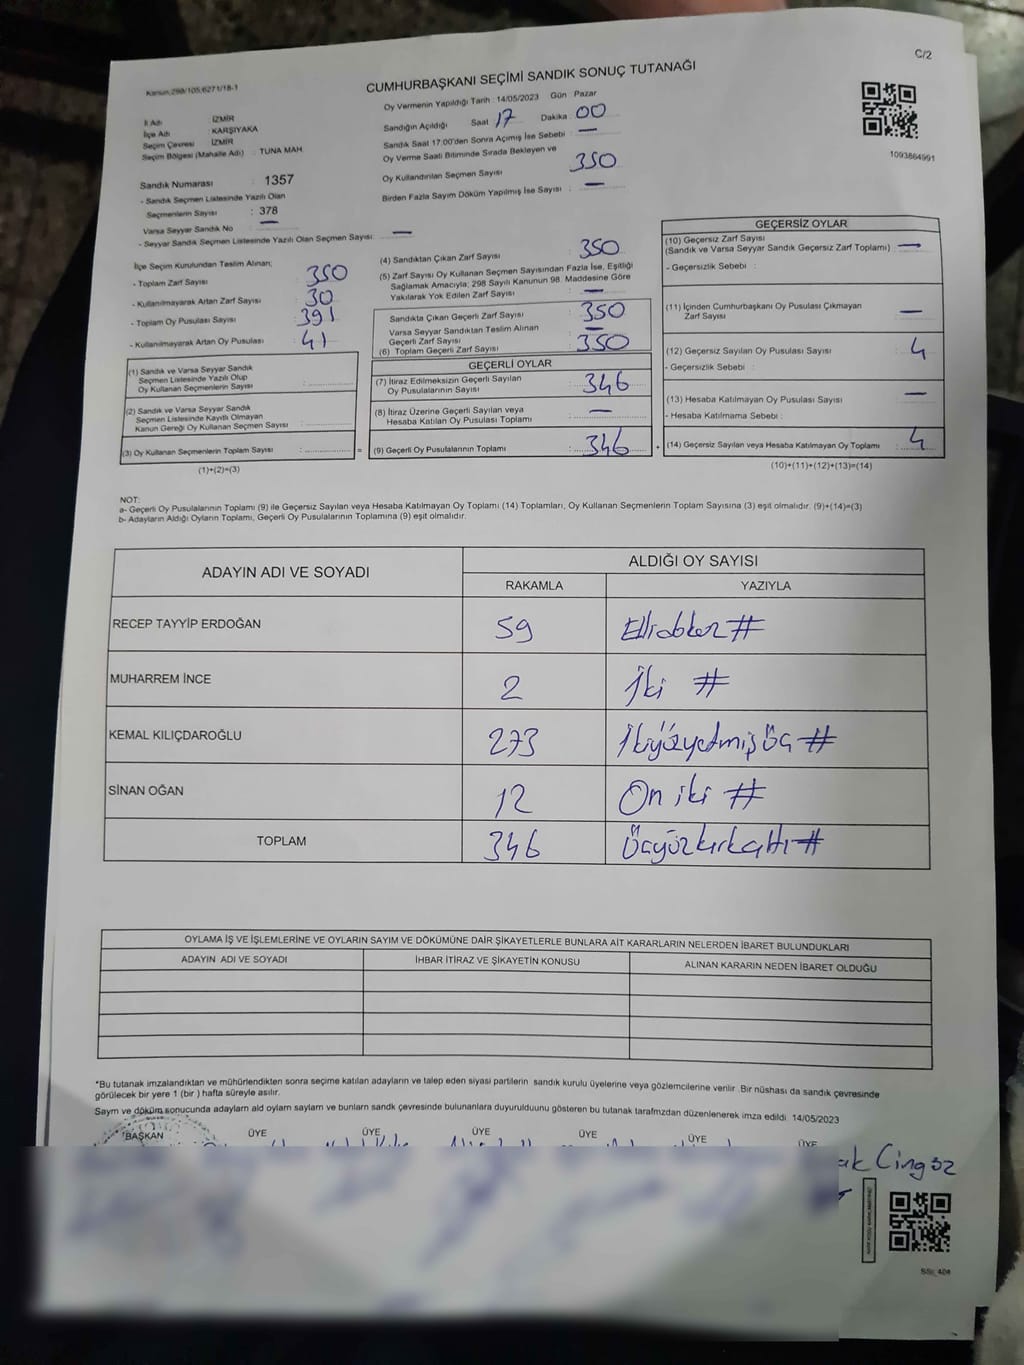 C/2
Kanun:298/105,6271/18-1
CUMHURBAŞKANI SEÇİMİ SANDIK SONUÇ TUTANAĞI
Oy Vermenin Yapıldığı Tarih : 14/05/2023 Gün : Pazar
İl Adı : İZMİR
İlçe Adı : KARŞIYAKA
Seçim Çevresi : İZMİR
Seçim Bölgesi (Mahalle Adı) : TUNA MAH.
Sandığın Açıldığı Saat : 17 Dakika : 00
Sandık Saat 17:00'den Sonra Açımış İse Sebebi : —
Oy Verme Saati Bitiminde Sırada Bekleyen ve
Oy Kullandırılan Seçmen Sayısı : 350
Birden Fazla Sayım Döküm Yapılmış İse Sayısı : —
1093864991
Sandık Numarası : 1357
- Sandık Seçmen Listesinde Yazılı Olan
Seçmenlerin Sayısı : 378
Varsa Seyyar Sandık No : —
- Seyyar Sandık Seçmen Listesinde Yazılı Olan Seçmen Sayısı: —
İlçe Seçim Kurulundan Teslim Alınan;
- Toplam Zarf Sayısı : 350
- Kullanılmayarak Artan Zarf Sayısı : 30
- Toplam Oy Pusulası Sayısı : 391
- Kullanılmayarak Artan Oy Pusulası : 41
(1) Sandık ve Varsa Seyyar Sandık
Seçmen Listesinde Yazılı Olup
Oy Kullanan Seçmenlerin Sayısı :
(2) Sandık ve Varsa Seyyar Sandık
Seçmen Listesinde Kayıtlı Olmayan
Kanun Gereği Oy Kullanan Seçmen Sayısı :
(3) Oy Kullanan Seçmenlerin Toplam Sayısı : =
(1)+(2)=(3)
(4) Sandıktan Çıkan Zarf Sayısı : 350
(5) Zarf Sayısı Oy Kullanan Seçmen Sayısından Fazla İse, Eşitliği
Sağlamak Amacıyla; 298 Sayılı Kanunun 98. Maddesine Göre
Yakılarak Yok Edilen Zarf Sayısı : —
Sandıkta Çıkan Geçerli Zarf Sayısı : 350
Varsa Seyyar Sandıktan Teslim Alınan
Geçerli Zarf Sayısı : —
(6) Toplam Geçerli Zarf Sayısı : 350
GEÇERLİ OYLAR
(7) İtiraz Edilmeksizin Geçerli Sayılan
Oy Pusulalarının Sayısı : 346
(8) İtiraz Üzerine Geçerli Sayılan veya
Hesaba Katılan Oy Pusulası Toplamı : —
(9) Geçerli Oy Pusulalarının Toplamı : 346 +
GEÇERSİZ OYLAR
(10) Geçersiz Zarf Sayısı
(Sandık ve Varsa Seyyar Sandık Geçersiz Zarf Toplamı) : —
- Geçersizlik Sebebi :
(11) İçinden Cumhurbaşkanı Oy Pusulası Çıkmayan
Zarf Sayısı : —
(12) Geçersiz Sayılan Oy Pusulası Sayısı : 4
- Geçersizlik Sebebi :
(13) Hesaba Katılmayan Oy Pusulası Sayısı : —
- Hesaba Katılmama Sebebi :
(14) Geçersiz Sayılan veya Hesaba Katılmayan Oy Toplamı : 4
(10)+(11)+(12)+(13)=(14)
NOT:
a- Geçerli Oy Pusulalarının Toplamı (9) ile Geçersiz Sayılan veya Hesaba Katılmayan Oy Toplamı (14) Toplamları, Oy Kullanan Seçmenlerin Toplam Sayısına (3) eşit olmalıdır. (9)+(14)=(3)
b- Adayların Aldığı Oyların Toplamı, Geçerli Oy Pusulalarının Toplamına (9) eşit olmalıdır.
ADAYIN ADI VE SOYADI ALDIĞI OY SAYISI
RAKAMLA YAZIYLA
RECEP TAYYİP ERDOĞAN 59 Ellidokuz #
MUHARREM İNCE 2 İki #
KEMAL KILIÇDAROĞLU 273 İkiyüzyetmişüç #
SİNAN OĞAN 12 On iki #
TOPLAM 346 Üçyüzkırkaltı #
OYLAMA İŞ VE İŞLEMLERİNE VE OYLARIN SAYIM VE DÖKÜMÜNE DAİR ŞİKAYETLERLE BUNLARA AİT KARARLARIN NELERDEN İBARET BULUNDUKLARI
ADAYIN ADI VE SOYADI İHBAR İTİRAZ VE ŞİKAYETİN KONUSU ALINAN KARARIN NEDEN İBARET OLDUĞU
*Bu tutanak imzalandıktan ve mühürlendikten sonra seçime katılan adayların ve talep eden siyasi partilerin sandık kurulu üyelerine veya gözlemcilerine verilir. Bir nüshası da sandık çevresinde
görülecek bir yere 1 (bir ) hafta süreyle asılır.
Sayım ve döküm sonucunda adayların ald oyların sayların ve bunların sandk çevresinde bulunanlara duyurulduunu gösteren bu tutanak tarafmzdan düzenlenerek imza edildi. 14/05/2023
BAŞKAN ÜYE ÜYE ÜYE ÜYE ÜYE ÜYE
ak Cingöz